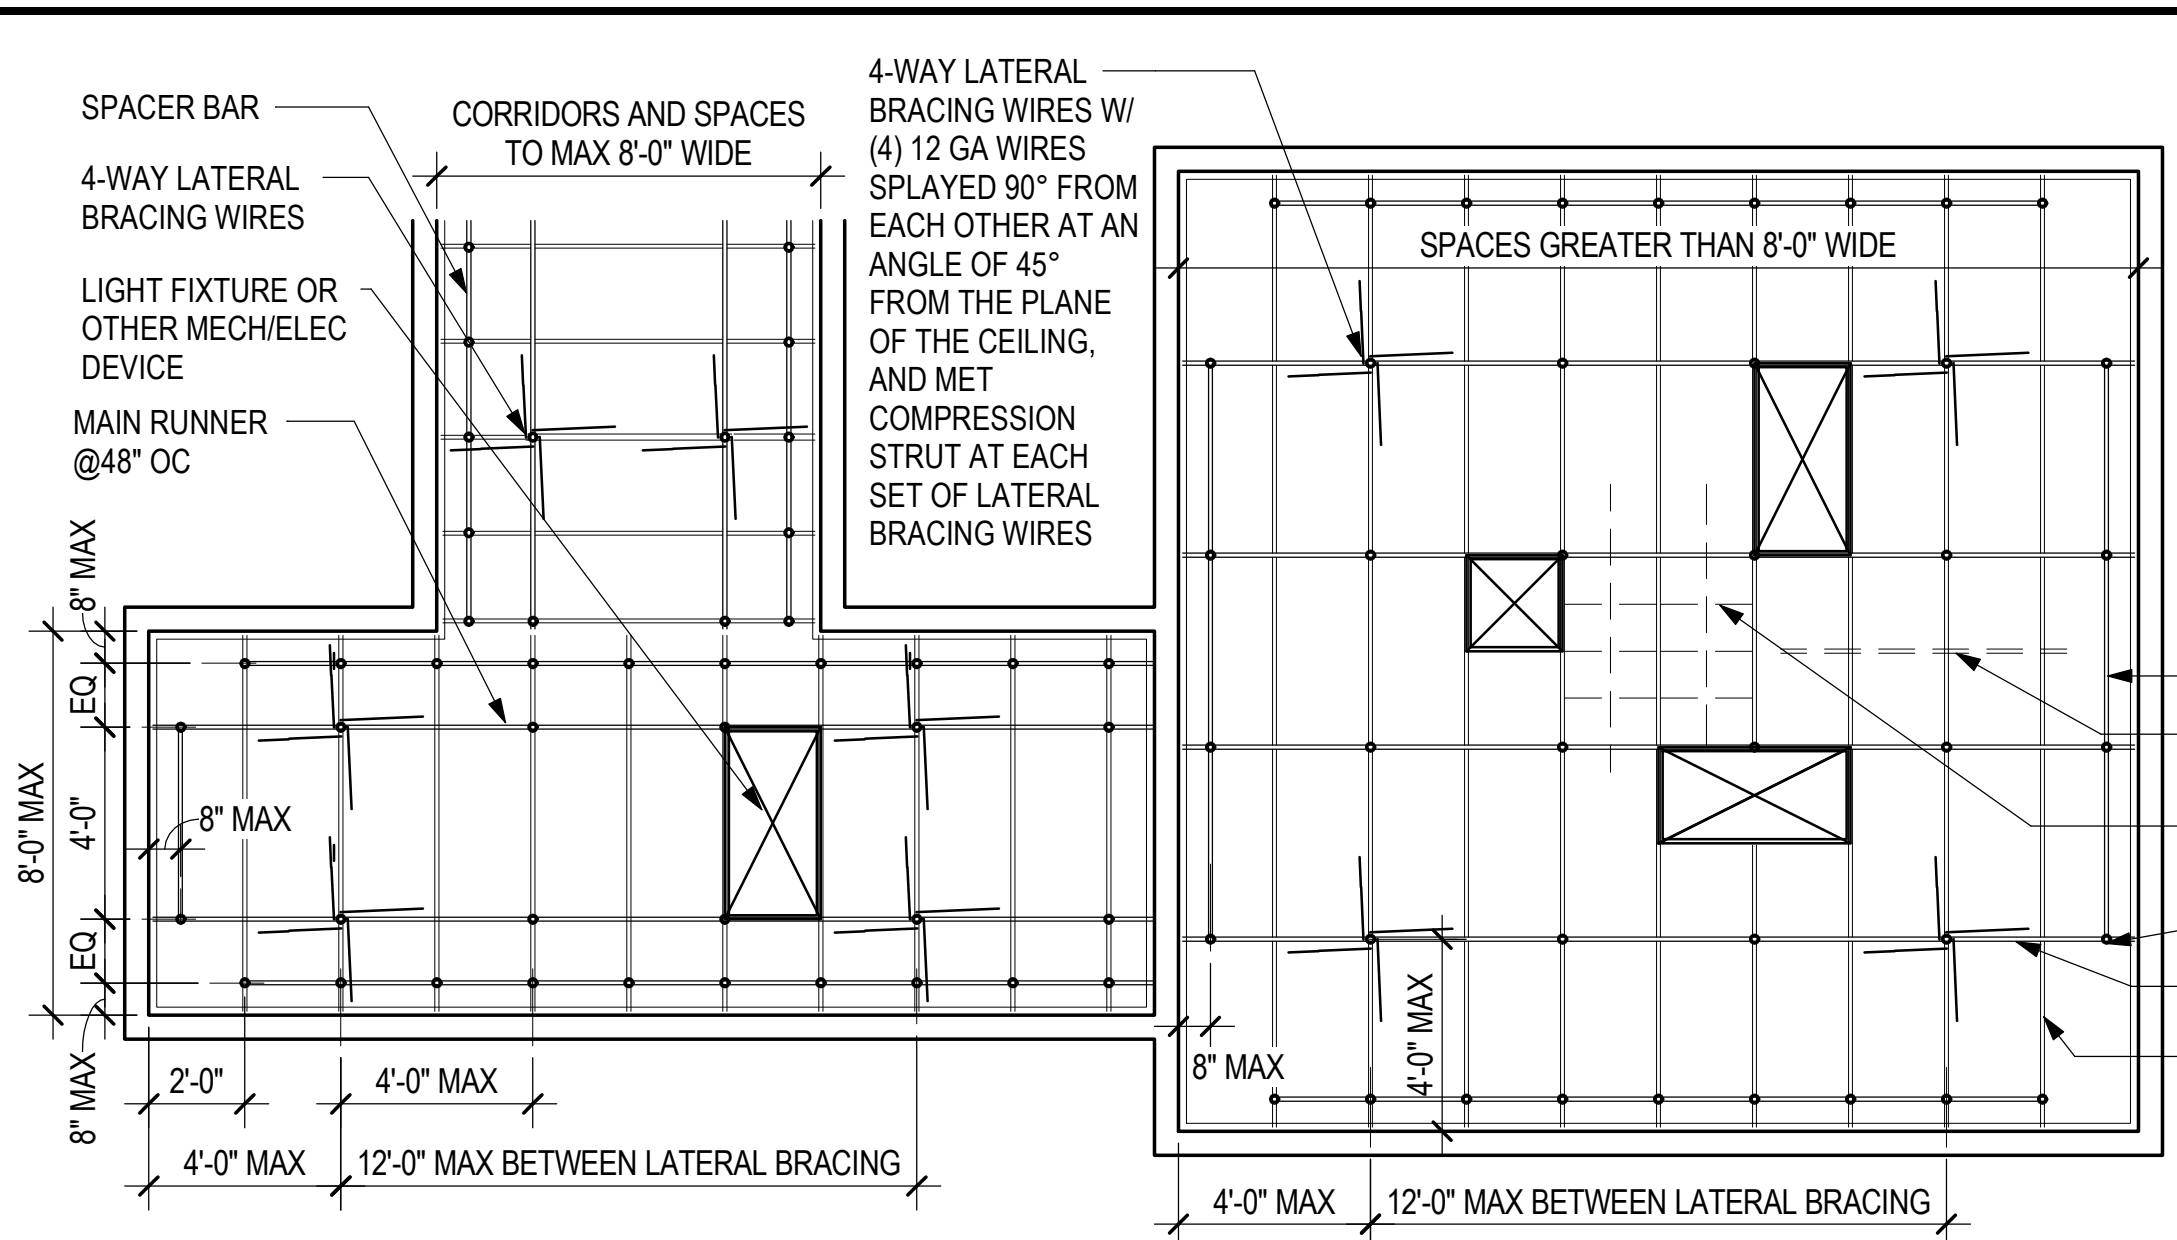 SPACER BAR
4-WAY LATERAL
BRACING WIRES
LIGHT FIXTURE OR
OTHER MECH/ELEC
DEVICE
MAIN RUNNER
@48" OC
CORRIDORS AND SPACES
TO MAX 8'-0" WIDE
4-WAY LATERAL
BRACING WIRES W/
(4) 12 GA WIRES
SPLAYED 90° FROM
EACH OTHER AT AN
ANGLE OF 45°
FROM THE PLANE
OF THE CEILING,
AND MET
COMPRESSION
STRUT AT EACH
SET OF LATERAL
BRACING WIRES
SPACES GREATER THAN 8'-0" WIDE
8" MAX
EQ
8'-0" MAX
4'-0"
8" MAX
EQ
8" MAX
2'-0"
4'-0" MAX
4'-0" MAX
12'-0" MAX BETWEEN LATERAL BRACING
8" MAX
4'-0" MAX
4'-0" MAX
12'-0" MAX BETWEEN LATERAL BRACING